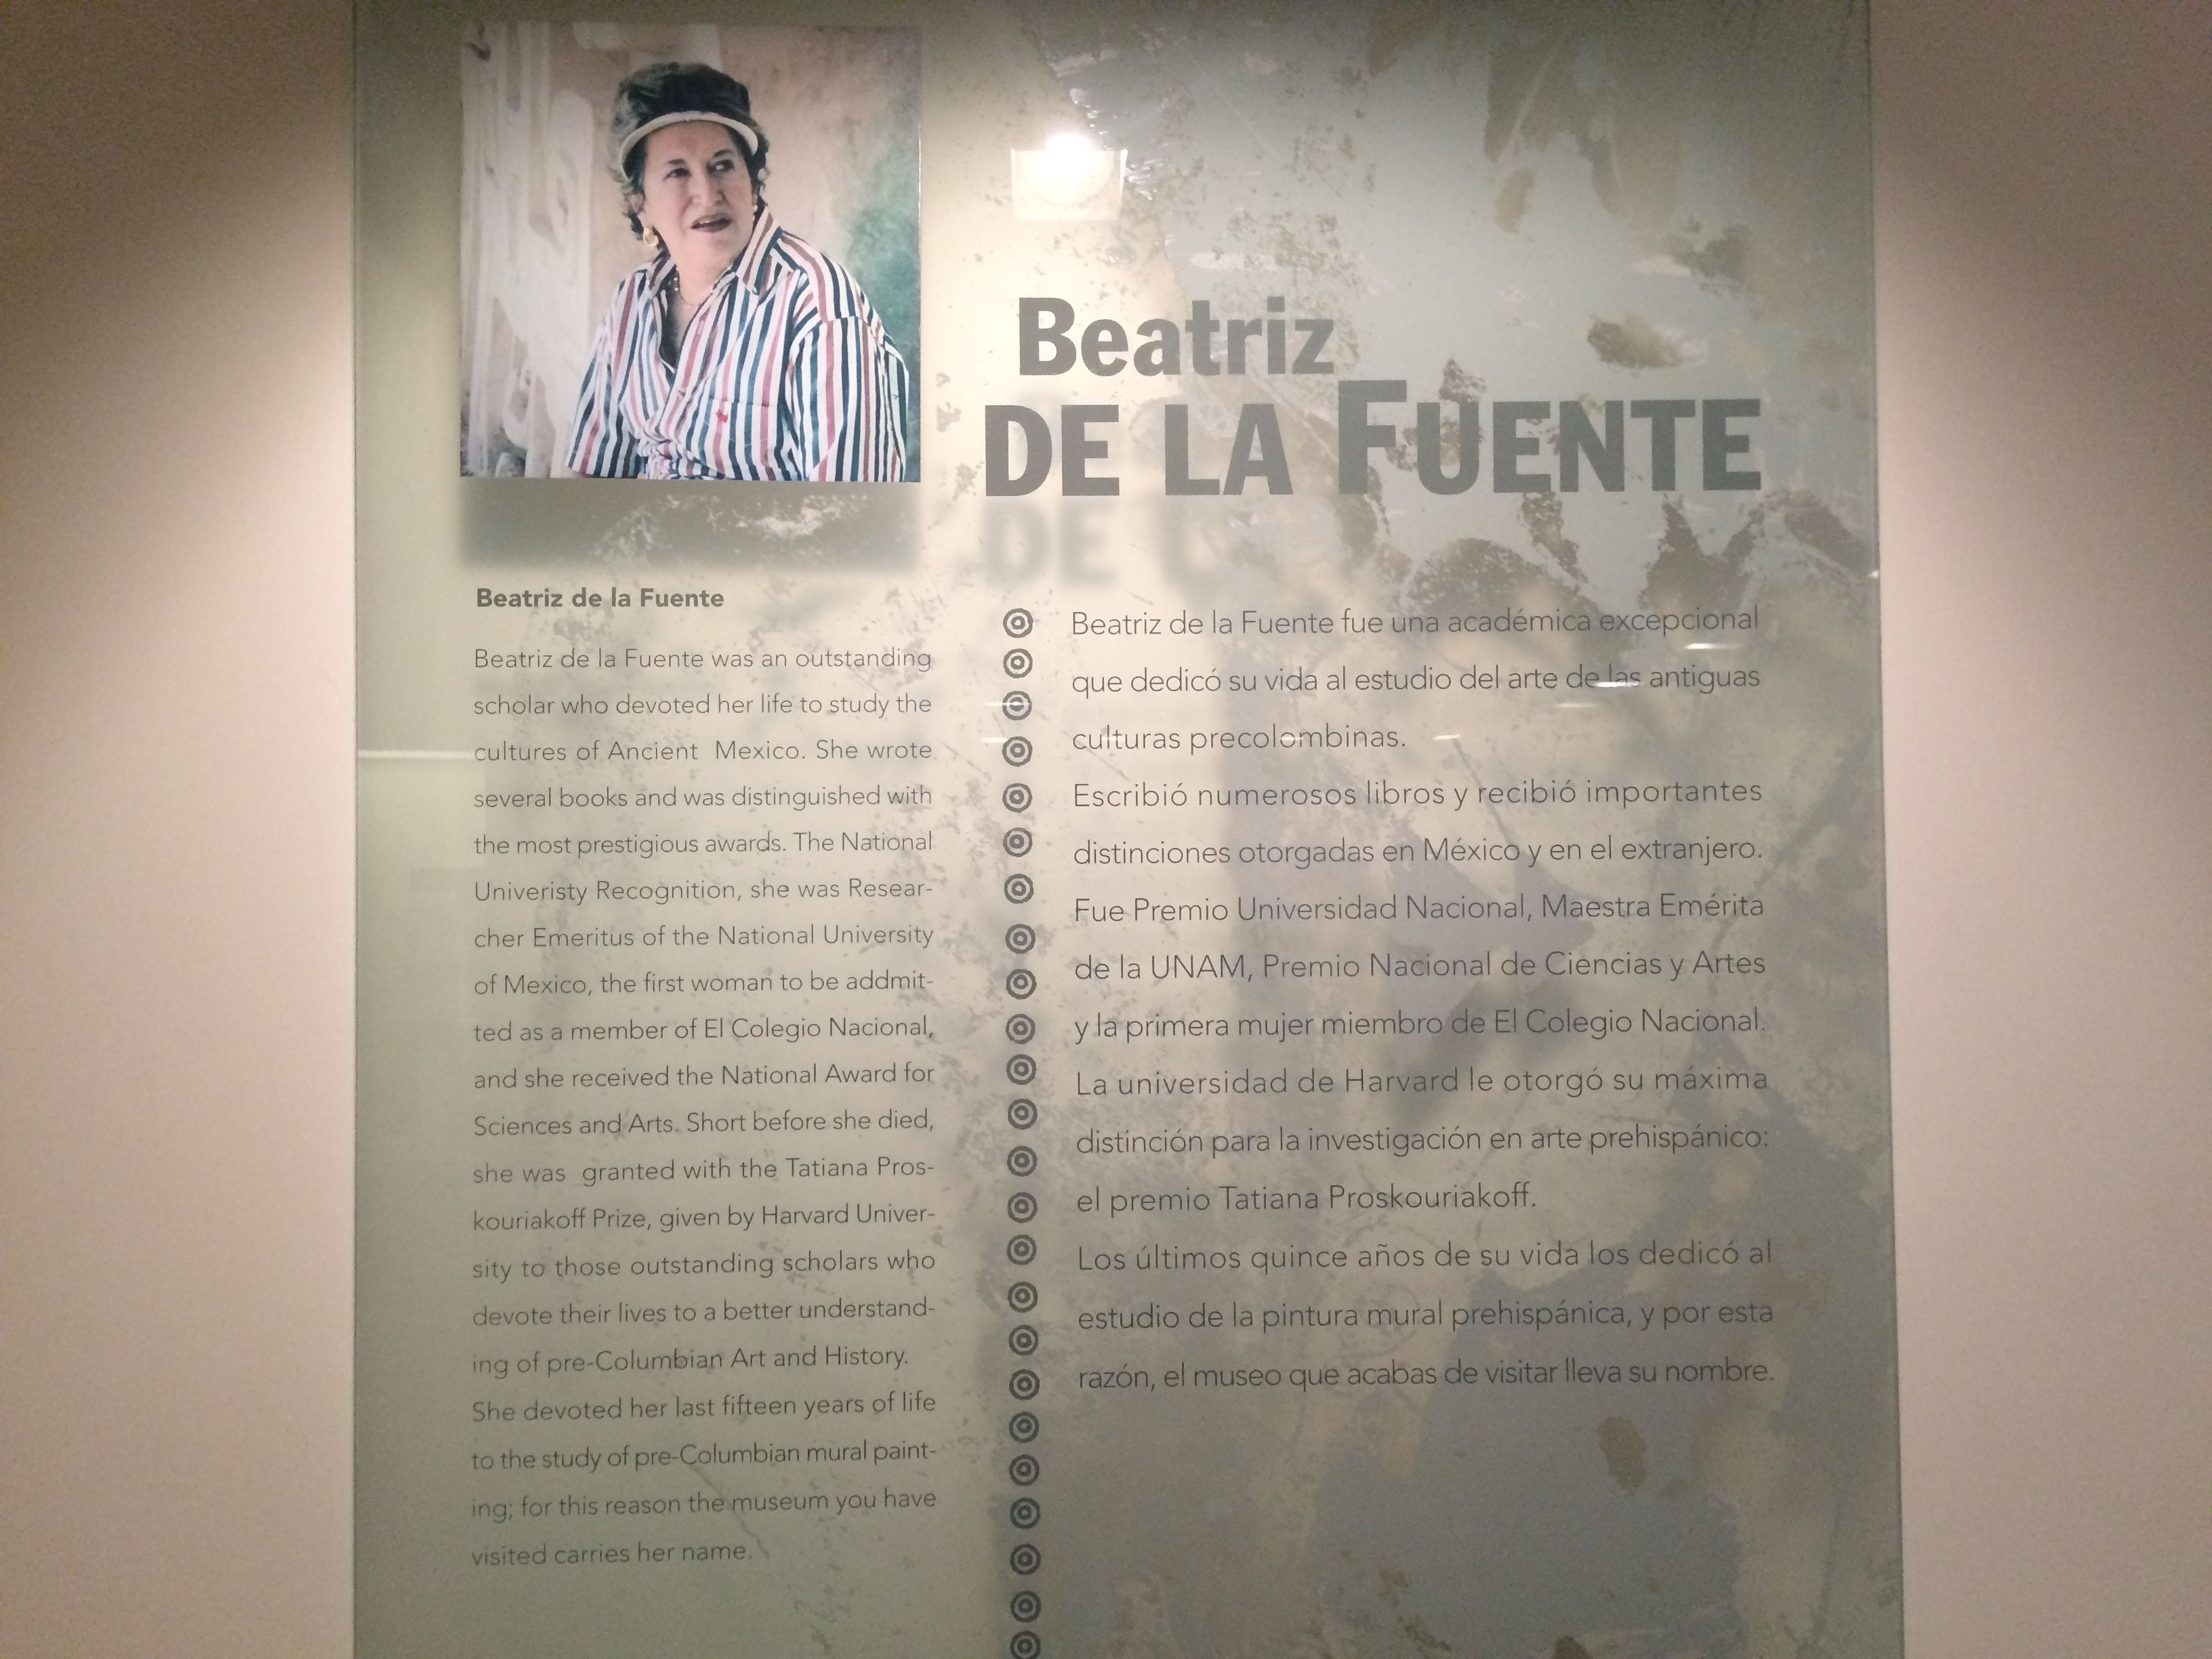 Beatriz
DE LA FUENTE
Beatriz de la Fuente
Beatriz de la Fuente was an outstanding
scholar who devoted her life to study the
cultures of Ancient Mexico. She wrote
several books and was distinguished with
the most prestigious awards. The National
Univeristy Recognition, she was Resear-
cher Emeritus of the National University
of Mexico, the first woman to be addmit-
ted as a member of El Colegio Nacional,
and she received the National Award for
Sciences and Arts. Short before she died,
she was granted with the Tatiana Pros-
kouriakoff Prize, given by Harvard Univer-
sity to those outstanding scholars who
devote their lives to a better understand-
ing of pre-Columbian Art and History.
She devoted her last fifteen years of life
to the study of pre-Columbian mural paint-
ing; for this reason the museum you have
visited carries her name.
Beatriz de la Fuente fue una académica excepcional
que dedicó su vida al estudio del arte de las antiguas
culturas precolombinas.
Escribió numerosos libros y recibió importantes
distinciones otorgadas en México y en el extranjero.
Fue Premio Universidad Nacional, Maestra Emérita
de la UNAM, Premio Nacional de Ciencias y Artes
y la primera mujer miembro de El Colegio Nacional.
La universidad de Harvard le otorgó su máxima
distinción para la investigación en arte prehispánico:
el premio Tatiana Proskouriakoff.
Los últimos quince años de su vida los dedicó al
estudio de la pintura mural prehispánica, y por esta
razón, el museo que acabas de visitar lleva su nombre.